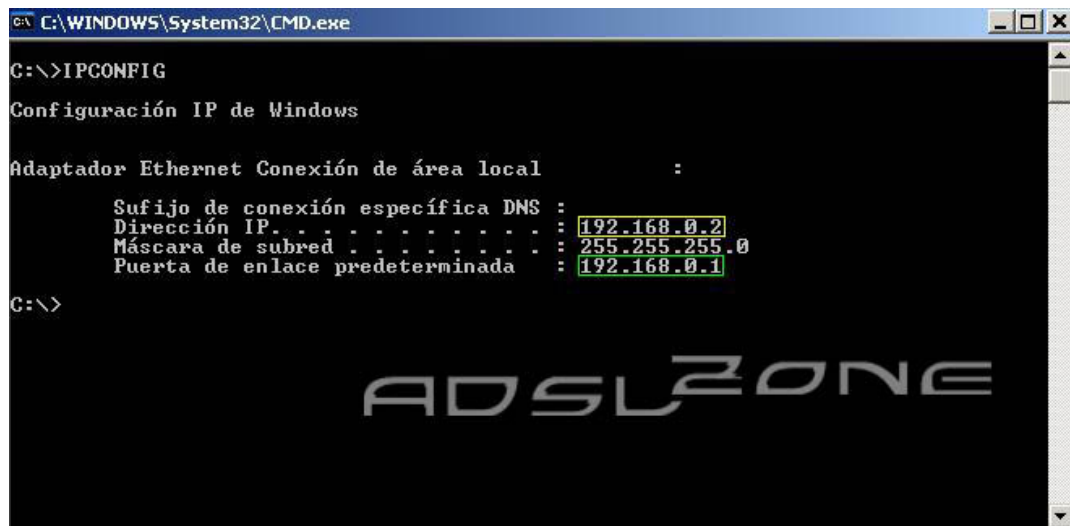 C:\WINDOWS\System32\CMD.exe
C:\>IPCONFIG
Configuración IP de Windows
Adaptador Ethernet Conexión de área local :
Sufijo de conexión específica DNS :
Dirección IP. . . . . . . . . . . : 192.168.0.2
Máscara de subred . . . . . . . . : 255.255.255.0
Puerta de enlace predeterminada : 192.168.0.1
C:\>
ADSLZONE